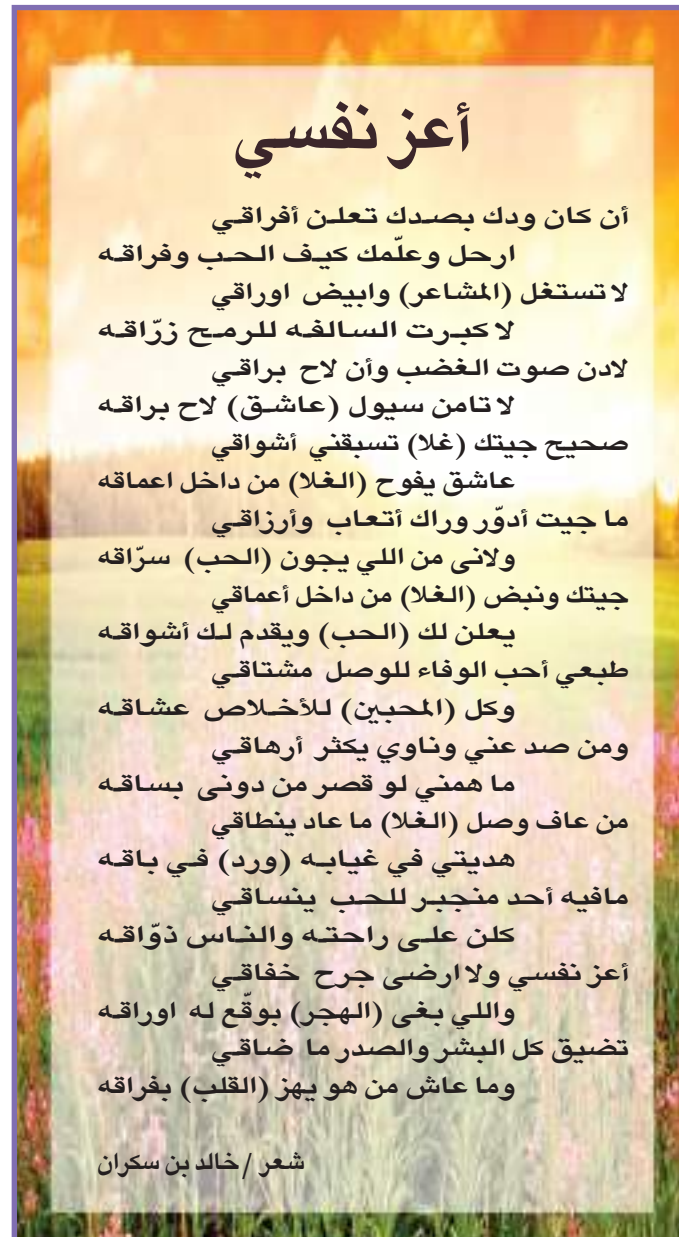 أعز نفسي
أن كان ودك بصدك تعلن أفراقي
ارحل وعلّمك كيف الحب وفراقه
لا تستغل (المشاعر) وابيض اوراقي
لا كبرت السالفه للرمح زرّاقه
لادن صوت الغضب وأن لاح براقي
لا تامن سيول (عاشق) لاح براقه
صحيح جيتك (غلا) تسبقني أشواقي
عاشق يفوح (الغلا) من داخل اعماقه
ما جيت أدوّر وراك أتعاب وأرزاقي
ولانى من اللي يجون (الحب) سرّاقه
جيتك ونبض (الغلا) من داخل أعماقي
يعلن لك (الحب) ويقدم لك أشواقه
طبعي أحب الوفاء للوصل مشتاقي
وكل (المحبين) للأخلاص عشاقه
ومن صد عني وناوي يكثر أرهاقي
ما همني لو قصر من دونى بساقه
من عاف وصل (الغلا) ما عاد ينطاقي
هديتي في غيابه (ورد) في باقه
مافيه أحد منجبر للحب ينساقي
كلن على راحته والناس ذوّاقه
أعز نفسي ولا ارضى جرح خفاقي
واللي بغى (الهجر) بوقّع له اوراقه
تضيق كل البشر والصدر ما ضاقي
وما عاش من هو يهز (القلب) بفراقه
شعر / خالد بن سكران